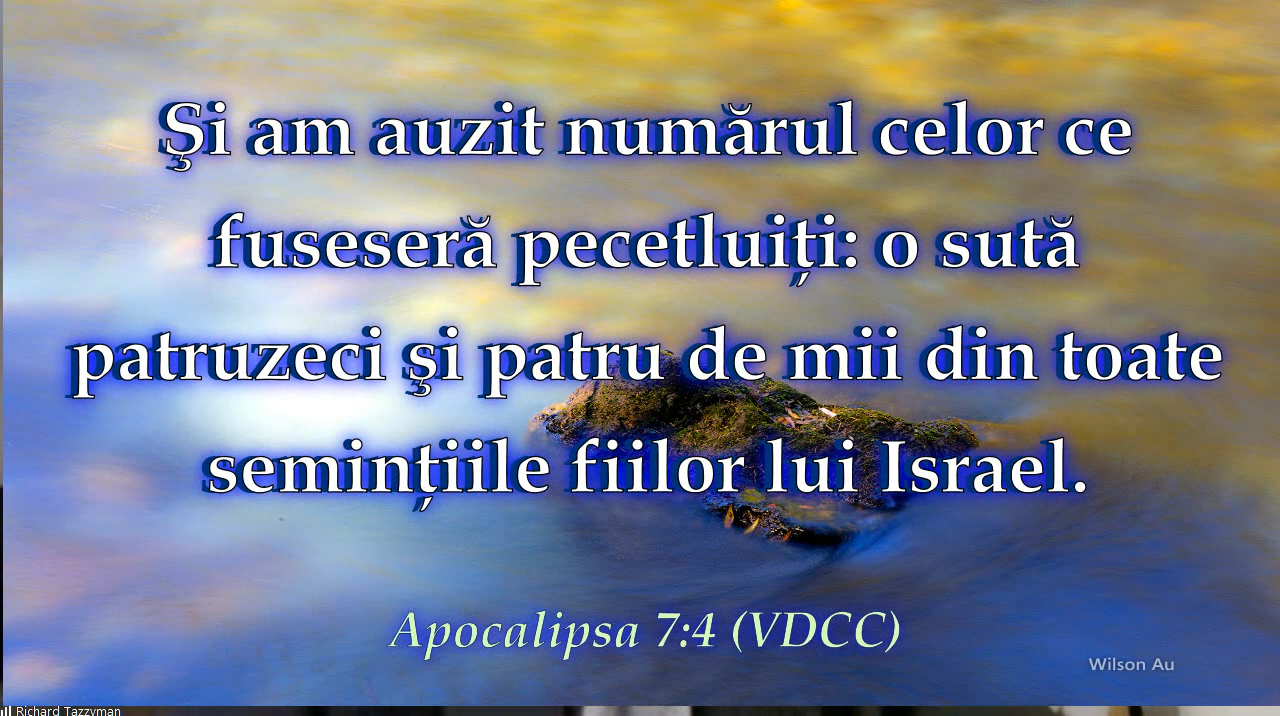 Şi am auzit numărul celor ce
fuseseră pecetluiți: o sută
patruzeci şi patru de mii din toate
semințiile fiilor lui Israel.
Apocalipsa 7:4 (VDCC)
Wilson Au
Richard Tazzyman